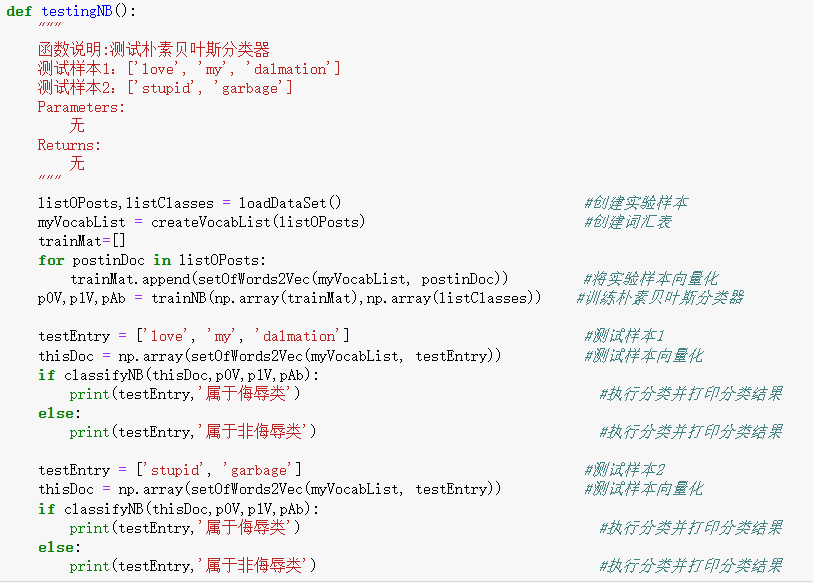 def testingNB():
    """
    函数说明:测试朴素贝叶斯分类器
    测试样本1：['love', 'my', 'dalmation']
    测试样本2：['stupid', 'garbage']
    Parameters:
        无
    Returns:
        无
    """
    listOPosts,listClasses = loadDataSet()                              #创建实验样本
    myVocabList = createVocabList(listOPosts)                           #创建词汇表
    trainMat=[]
    for postinDoc in listOPosts:
        trainMat.append(setOfWords2Vec(myVocabList, postinDoc))         #将实验样本向量化
    p0V,p1V,pAb = trainNB(np.array(trainMat),np.array(listClasses))    #训练朴素贝叶斯分类器
    testEntry = ['love', 'my', 'dalmation']                             #测试样本1
    thisDoc = np.array(setOfWords2Vec(myVocabList, testEntry))          #测试样本向量化
    if classifyNB(thisDoc,p0V,p1V,pAb):
        print(testEntry,'属于侮辱类')                                     #执行分类并打印分类结果
    else:
        print(testEntry,'属于非侮辱类')                                   #执行分类并打印分类结果
    testEntry = ['stupid', 'garbage']                                   #测试样本2
    thisDoc = np.array(setOfWords2Vec(myVocabList, testEntry))          #测试样本向量化
    if classifyNB(thisDoc,p0V,p1V,pAb):
        print(testEntry,'属于侮辱类')                                     #执行分类并打印分类结果
    else:
        print(testEntry,'属于非侮辱类')                                   #执行分类并打印分类结果